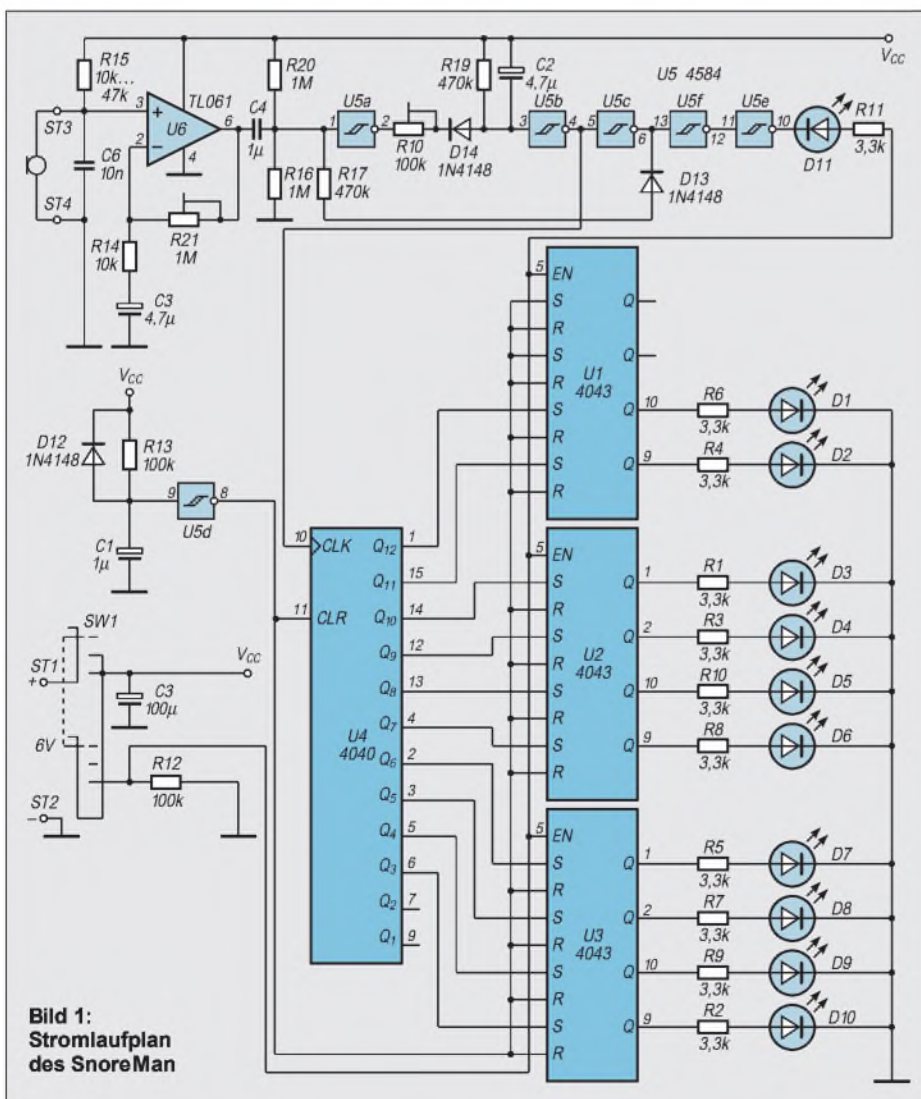 R15
10k...
47k
ST3
ST4
C6
10n
3
+
2
−
TL061
U6
6
4
C4
1µ
R14
10k
R21
1M
C3
4,7µ
R20
1M
R16
1M
R17
470k
1
U5a
2
R10
100k
D14
1N4148
R19
470k
C2
4,7µ
U5 4584
VCC
U5b
3
4
U5c
5
6
U5f
13
12
U5e
11
10
D11
R11
3,3k
D13
1N4148
VCC
D12
1N4148
R13
100k
9
8
U5d
C1
1µ
SW1
ST1
+
VCC
C3
100µ
6V
R12
100k
ST2
−
10
CLK
11
CLR
U4
4040
Q12
1
Q11
15
Q10
14
Q9
12
Q8
13
Q7
4
Q6
2
Q5
3
Q4
5
Q3
6
Q2
7
Q1
9
5
EN
S
R
S
R
S
R
S
R
U1
4043
Q
Q
Q
10
Q
9
R6
3,3k
D1
R4
3,3k
D2
5
EN
S
R
S
R
S
R
S
R
U2
4043
Q
1
Q
2
Q
10
Q
9
R1
3,3k
D3
R3
3,3k
D4
R10
3,3k
D5
R8
3,3k
D6
5
EN
S
R
S
R
S
R
S
R
U3
4043
Q
1
Q
2
Q
10
Q
9
R5
3,3k
D7
R7
3,3k
D8
R9
3,3k
D9
R2
3,3k
D10
Bild 1:
Stromlaufplan
des SnoreMan